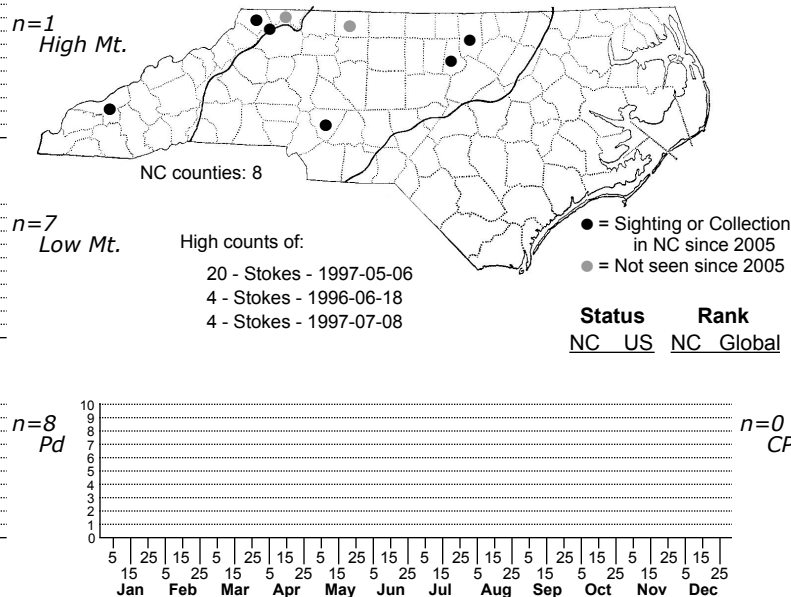 n=1
High Mt.
NC counties: 8
n=7
Low Mt.
High counts of:
20 - Stokes - 1997-05-06
4 - Stokes - 1996-06-18
4 - Stokes - 1997-07-08
= Sighting or Collection
in NC since 2005
= Not seen since 2005
Status Rank
NC US NC Global
n=8
Pd
n=0
CP
10
9
8
7
6
5
4
3
2
1
0
5 25 15 5 25 15 5 25 15 5 25 15 5 25 15 5 25 15
15 5 25 15 5 25 15 5 25 15 5 25 15 5 25 15 5 25
Jan Feb Mar Apr May Jun Jul Aug Sep Oct Nov Dec